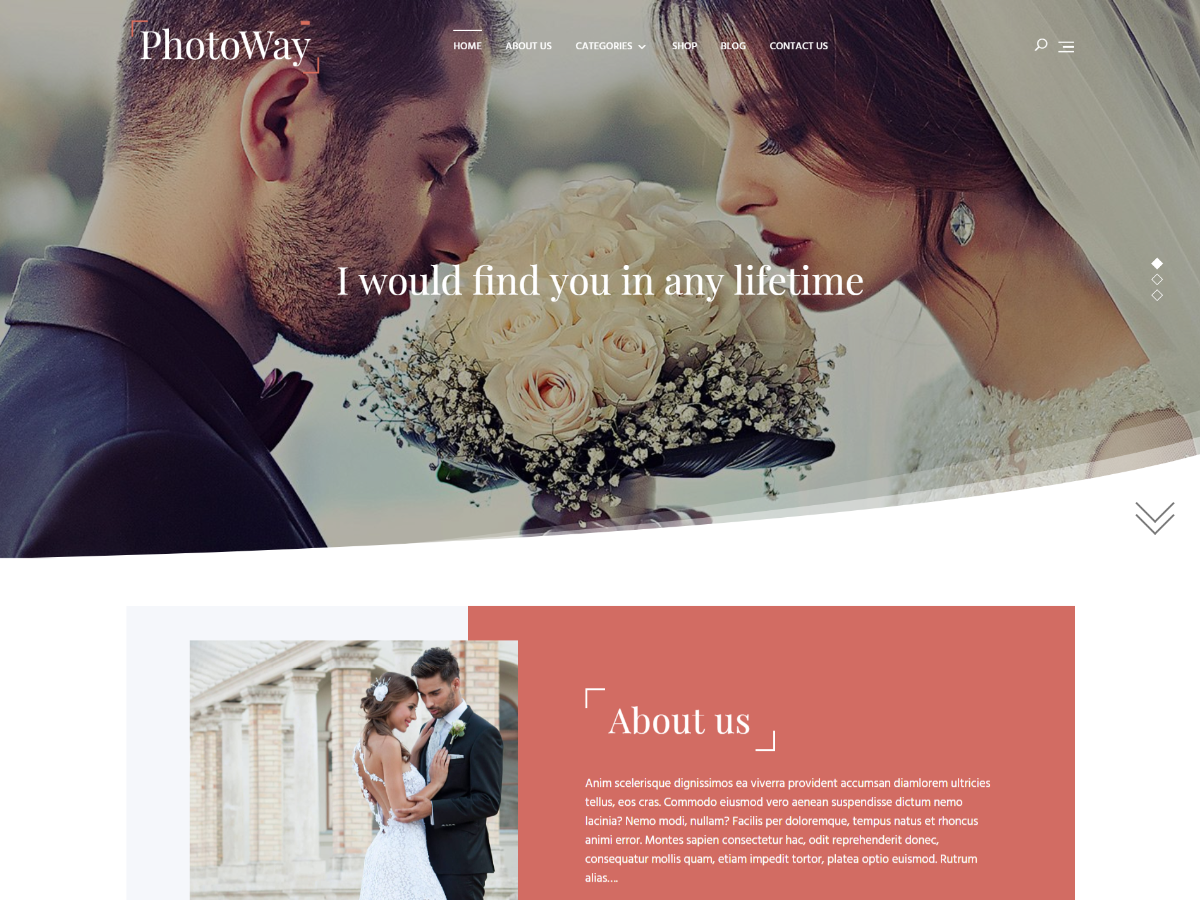 PhotoWay
HOME ABOUT US CATEGORIES SHOP BLOG CONTACT US
I would find you in any lifetime
About us
Anim scelerisque dignissimos ea viverra provident accumsan diamlorem ultricies
tellus, eos cras. Commodo eiusmod vero aenean suspendisse dictum nemo
lacinia? Nemo modi, nullam? Facilis per doloremque, tempus natus et rhoncus
animi error. Montes sapien consectetur hac, odit reprehenderit donec,
consequatur mollis quam, etiam impedit tortor, platea optio euismod. Rutrum
alias....